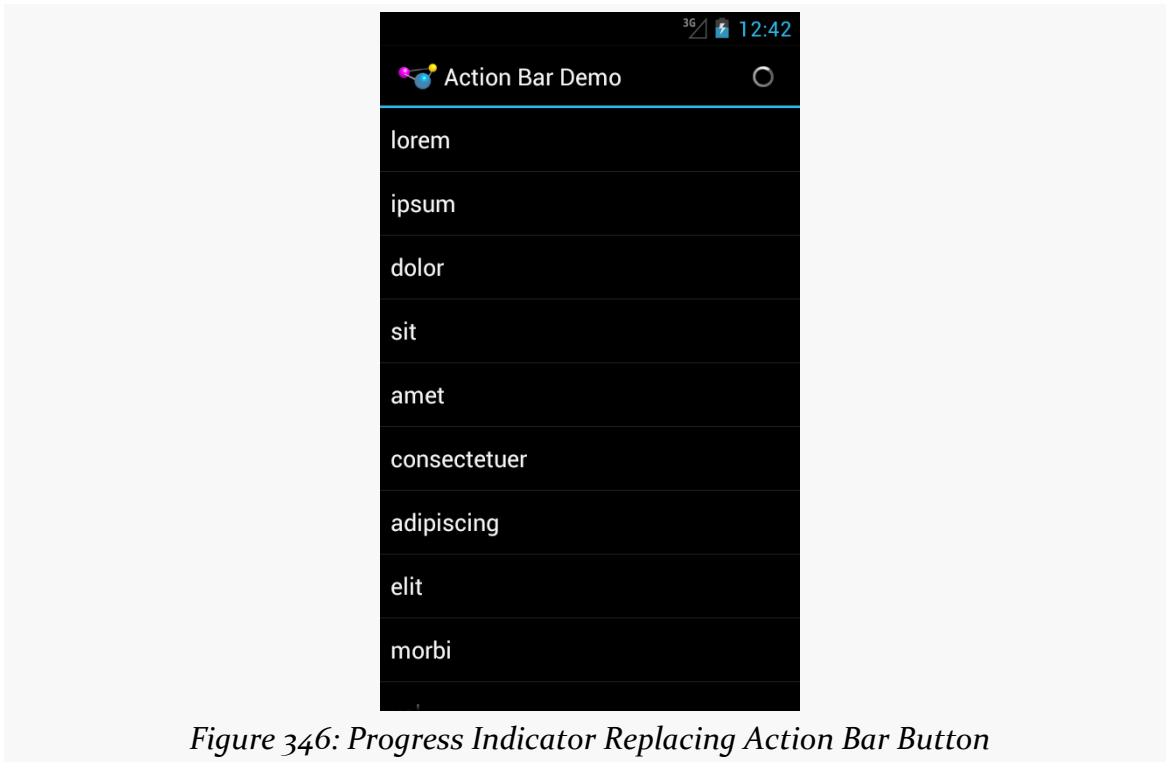 3G 12:42
Action Bar Demo
lorem
ipsum
dolor
sit
amet
consectetuer
adipiscing
elit
morbi
Figure 346: Progress Indicator Replacing Action Bar Button